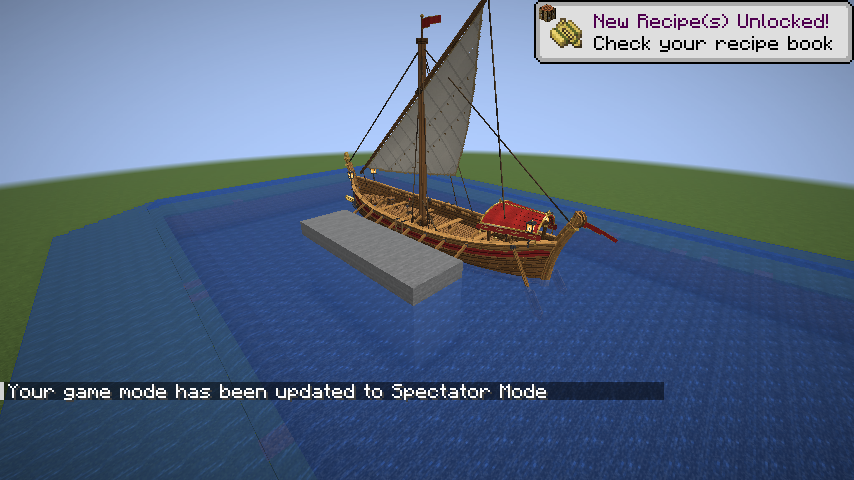 New Recipe(s) Unlocked!
Check your recipe book
Your game mode has been updated to Spectator Mode